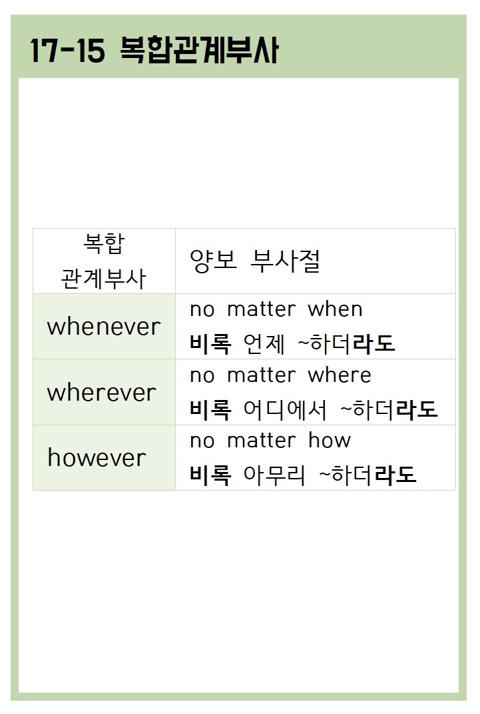 17-15 복합관계부사
복합
관계부사
양보 부사절
whenever
no matter when
비록 언제 ~하더라도
wherever
no matter where
비록 어디에서 ~하더라도
however
no matter how
비록 아무리 ~하더라도